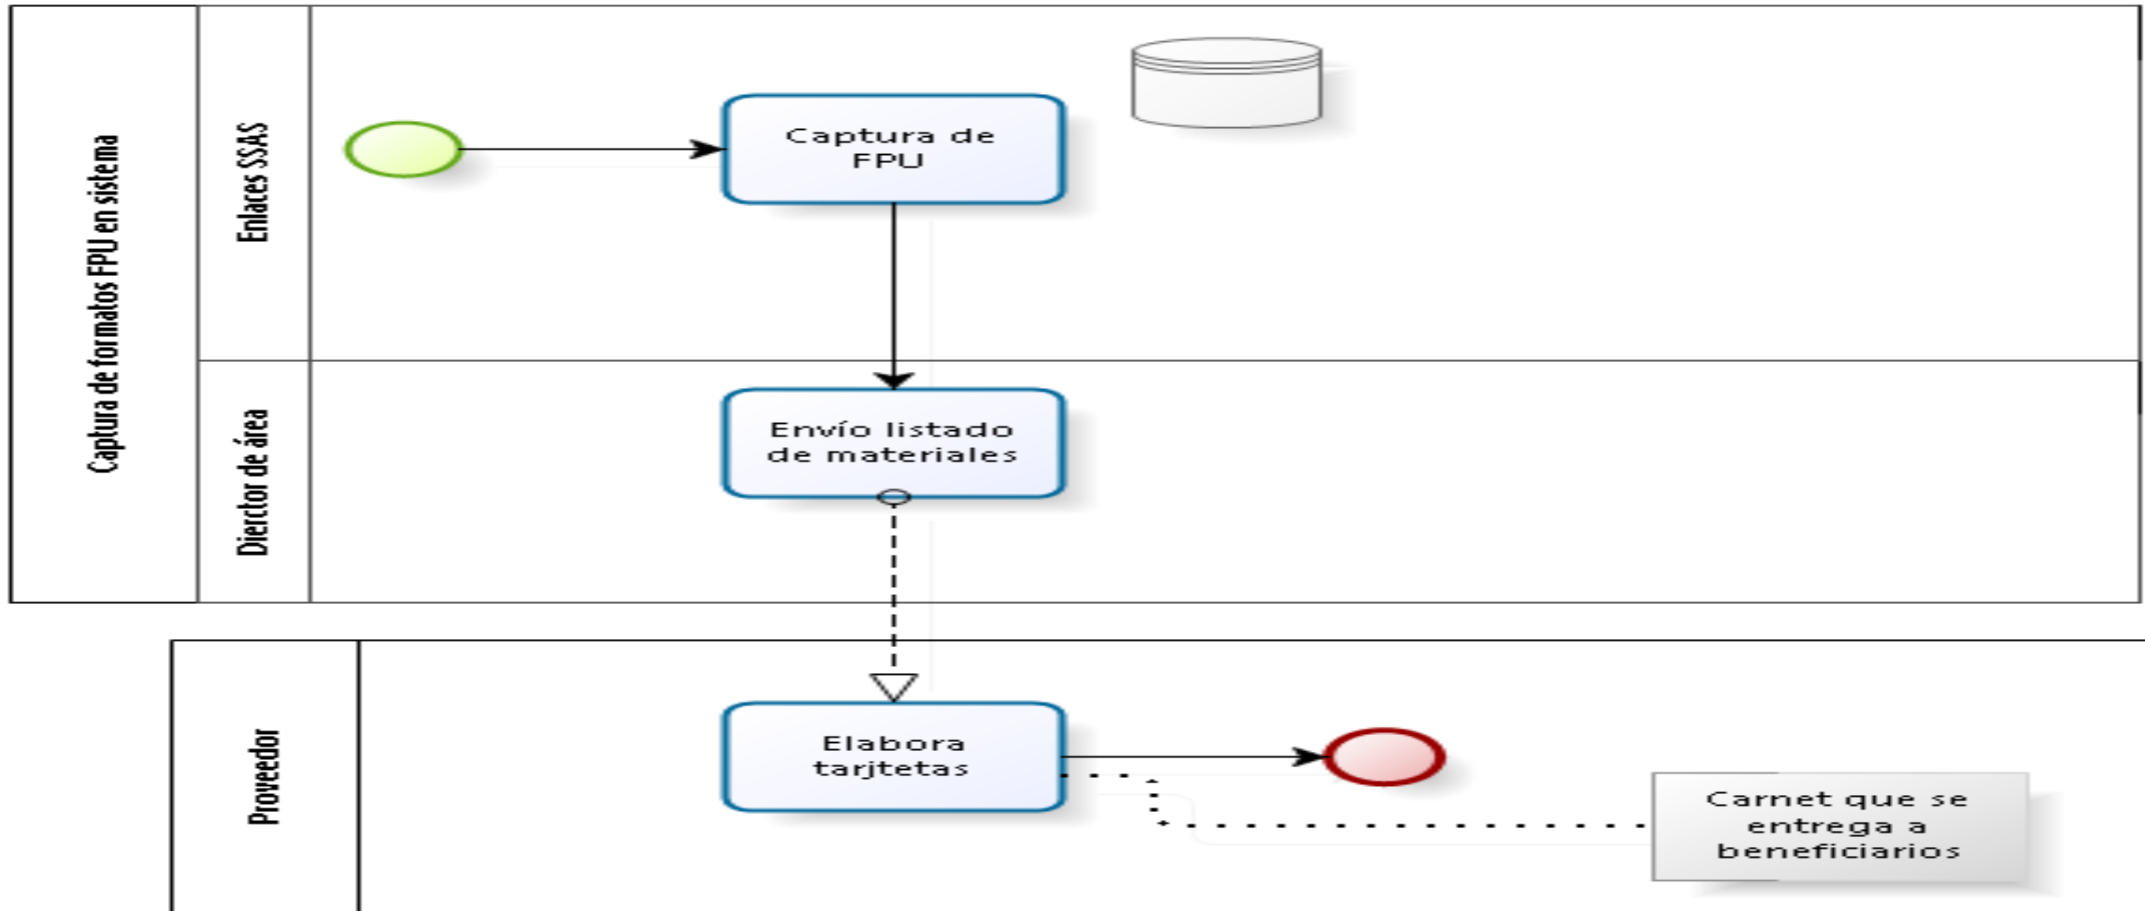 Captura de formatos FPU en sistema
Enlaces SSAS
Captura de
FPU
Dierctor de área
Envío listado
de materiales
Proveedor
Elabora
tarjtetas
Carnet que se
entrega a
beneficiarios